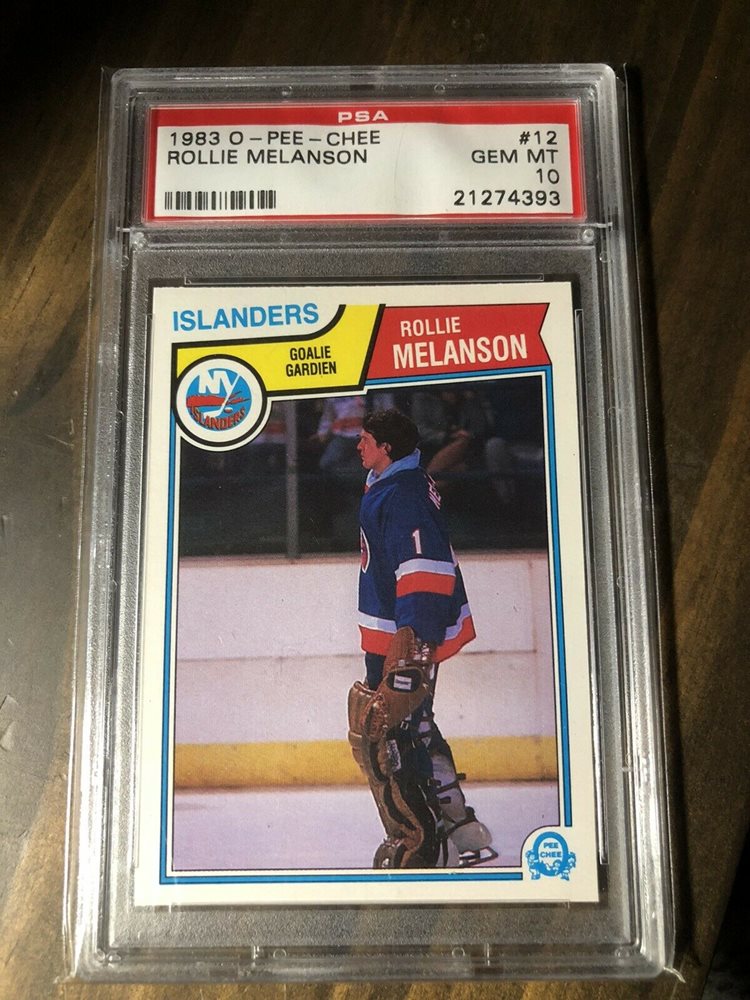 PSA
1983 O-PEE-CHEE #12
ROLLIE MELANSON GEM MT
10
21274393
ISLANDERS
ROLLIE
MELANSON
GOALIE
GARDIEN
NY
ISLANDERS
1
PEE
CHEE